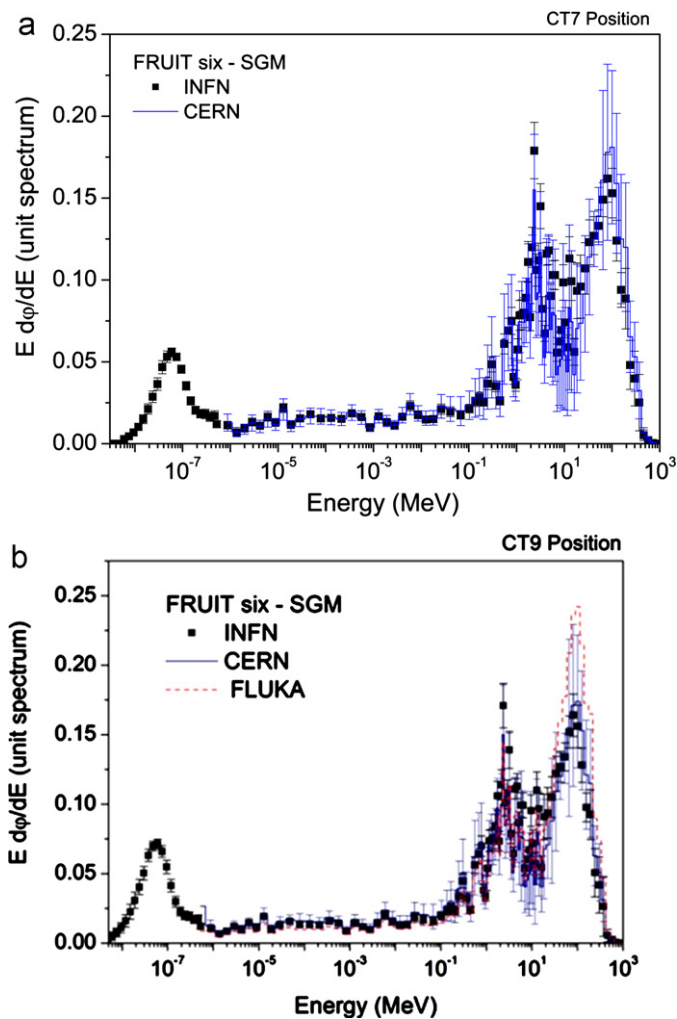 a
CT7 Position
FRUIT six - SGM
INFN
CERN
E dφ/dE (unit spectrum)
0.25
0.20
0.15
0.10
0.05
0.00
10-7
10-5
10-3
10-1
101
103
Energy (MeV)
b
CT9 Position
FRUIT six - SGM
INFN
CERN
FLUKA
E dφ/dE (unit spectrum)
0.25
0.20
0.15
0.10
0.05
0.00
10-7
10-5
10-3
10-1
101
103
Energy (MeV)